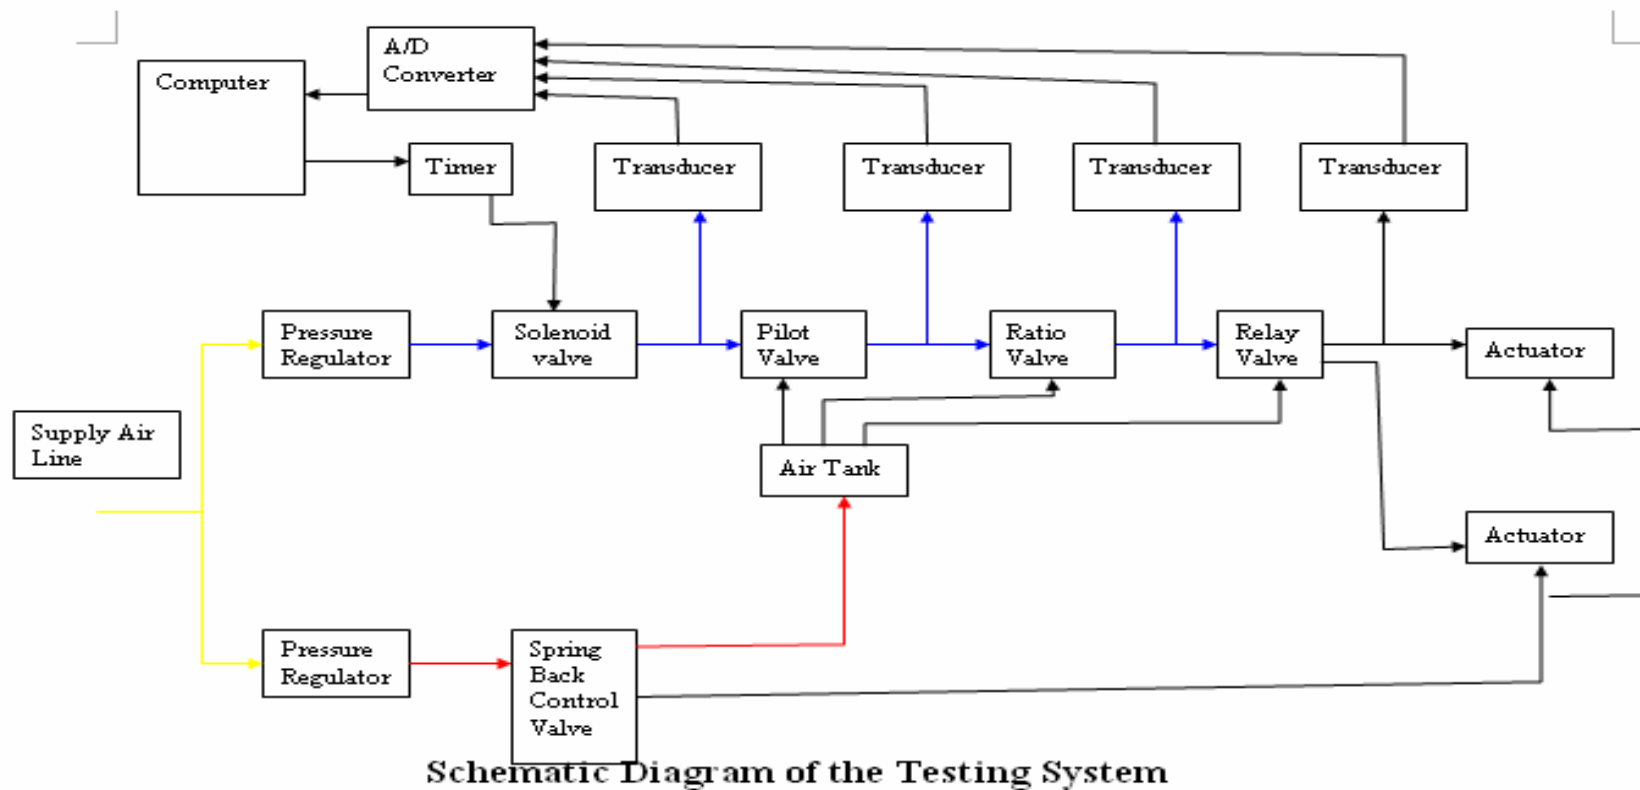 A/D
Converter
Computer
Timer
Transducer
Transducer
Transducer
Transducer
Pressure
Regulator
Solenoid
valve
Pilot
Valve
Ratio
Valve
Relay
Valve
Actuator
Supply Air
Line
Air Tank
Actuator
Pressure
Regulator
Spring
Back
Control
Valve
Schematic Diagram of the Testing System